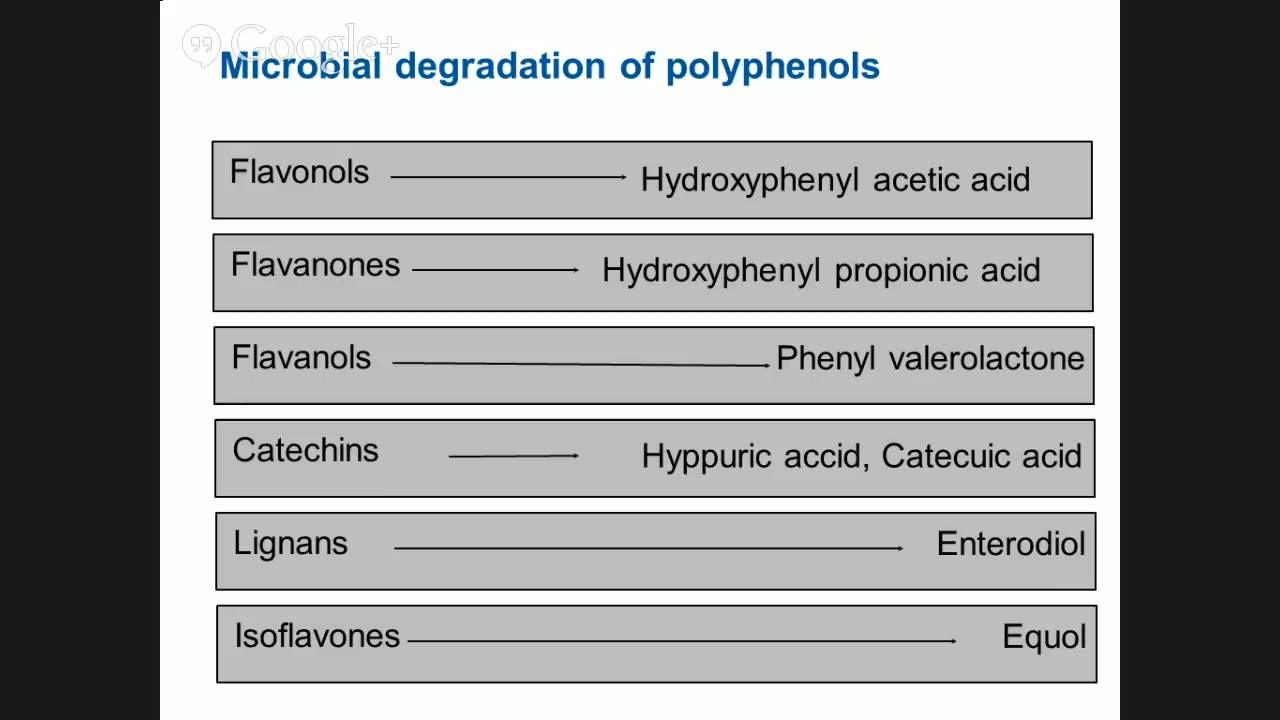 Google+
Microbial degradation of polyphenols
Flavonols Hydroxyphenyl acetic acid
Flavanones Hydroxyphenyl propionic acid
Flavanols Phenyl valerolactone
Catechins Hyppuric accid, Catecuic acid
Lignans Enterodiol
Isoflavones Equol